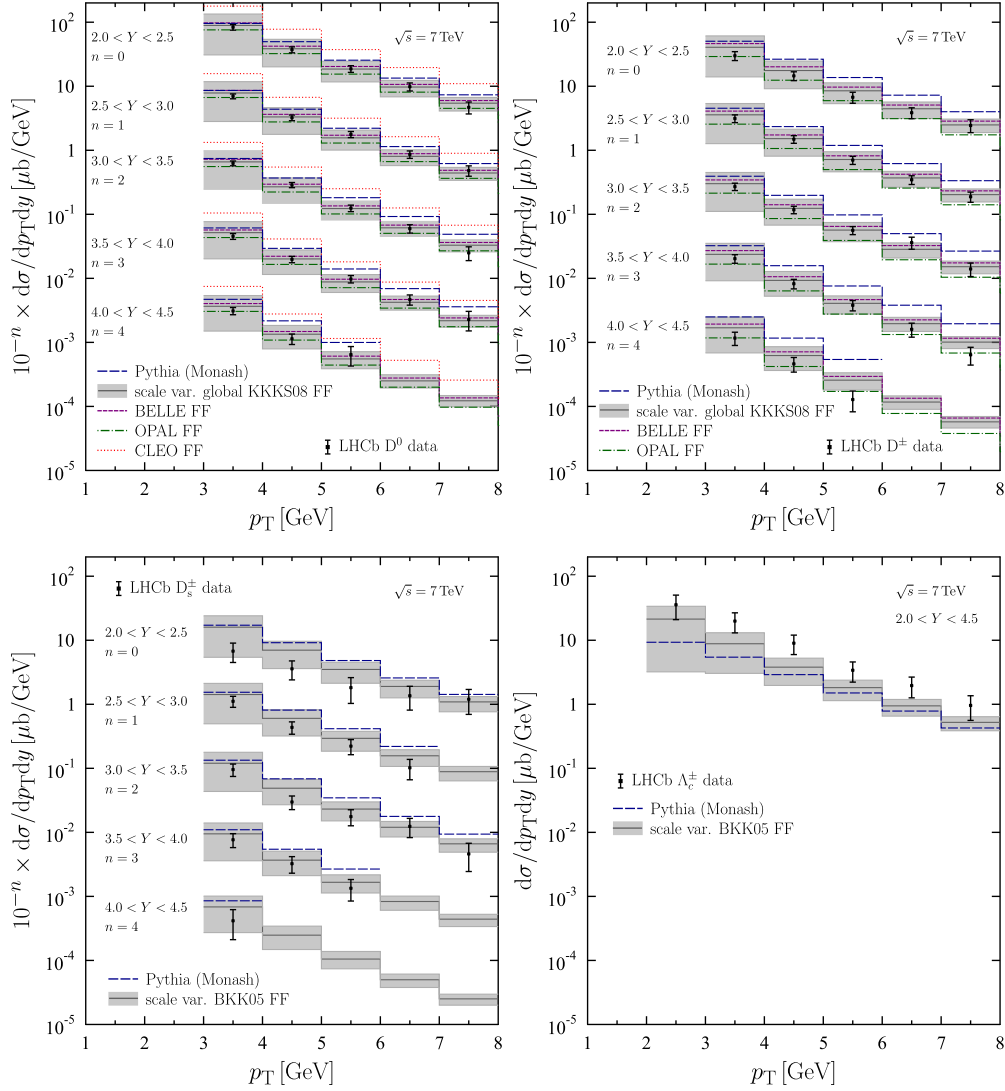 10² 10 1 10⁻¹ 10⁻² 10⁻³ 10⁻⁴ 10⁻⁵
10⁻ⁿ × dσ/dp_T dy [μb/GeV]
√s = 7 TeV
2.0 < Y < 2.5
n = 0
2.5 < Y < 3.0
n = 1
3.0 < Y < 3.5
n = 2
3.5 < Y < 4.0
n = 3
4.0 < Y < 4.5
n = 4
Pythia (Monash)
scale var. global KKKS08 FF
BELLE FF
OPAL FF
CLEO FF
LHCb D⁰ data
1 2 3 4 5 6 7 8
p_T [GeV]
10² 10 1 10⁻¹ 10⁻² 10⁻³ 10⁻⁴ 10⁻⁵
10⁻ⁿ × dσ/dp_T dy [μb/GeV]
√s = 7 TeV
2.0 < Y < 2.5
n = 0
2.5 < Y < 3.0
n = 1
3.0 < Y < 3.5
n = 2
3.5 < Y < 4.0
n = 3
4.0 < Y < 4.5
n = 4
Pythia (Monash)
scale var. global KKKS08 FF
BELLE FF
OPAL FF
LHCb D± data
1 2 3 4 5 6 7 8
p_T [GeV]
10² 10 1 10⁻¹ 10⁻² 10⁻³ 10⁻⁴ 10⁻⁵
10⁻ⁿ × dσ/dp_T dy [μb/GeV]
LHCb D_s± data
√s = 7 TeV
2.0 < Y < 2.5
n = 0
2.5 < Y < 3.0
n = 1
3.0 < Y < 3.5
n = 2
3.5 < Y < 4.0
n = 3
4.0 < Y < 4.5
n = 4
Pythia (Monash)
scale var. BKK05 FF
1 2 3 4 5 6 7 8
p_T [GeV]
10² 10 1 10⁻¹ 10⁻² 10⁻³ 10⁻⁴ 10⁻⁵
dσ/dp_T dy [μb/GeV]
√s = 7 TeV
2.0 < Y < 4.5
LHCb Λ_c± data
Pythia (Monash)
scale var. BKK05 FF
1 2 3 4 5 6 7 8
p_T [GeV]